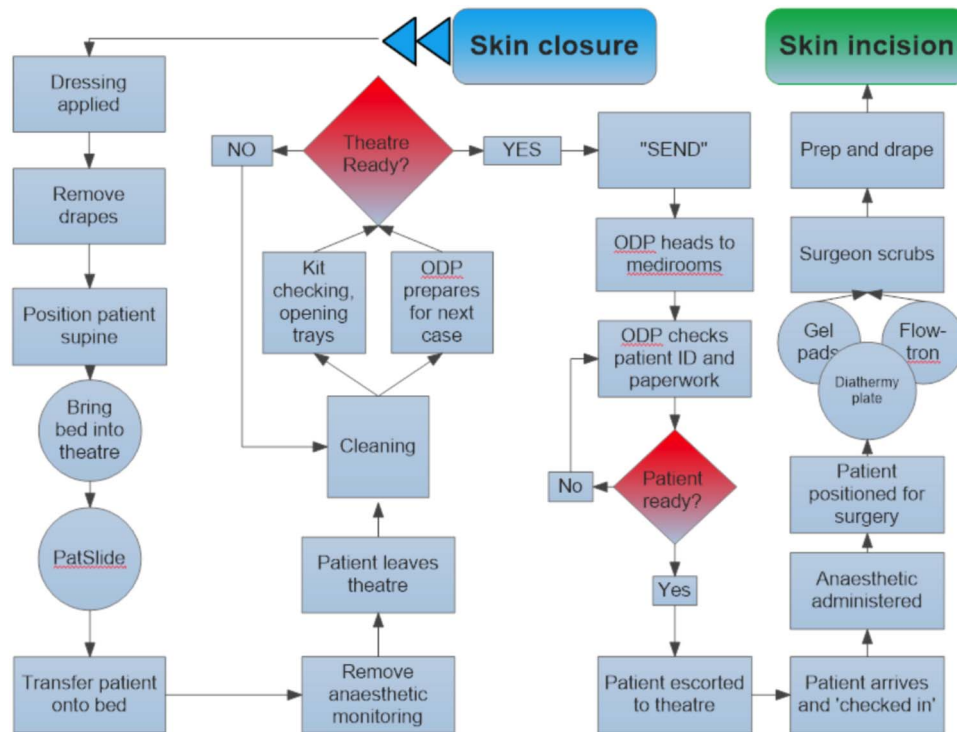 Skin closure
Dressing
applied
Remove
drapes
Position patient
supine
Bring
bed into
theatre
PatSlide
Transfer patient
onto bed
Remove
anaesthetic
monitoring
Patient leaves
theatre
Cleaning
Kit
checking,
opening
trays
ODP
prepares
for next
case
Theatre
Ready?
NO
YES
"SEND"
ODP heads to
medirooms
ODP checks
patient ID and
paperwork
Patient
ready?
No
Yes
Patient escorted
to theatre
Patient arrives
and 'checked in'
Anaesthetic
administered
Patient
positioned for
surgery
Diathermy
plate
Gel
pads
Flow-
tron
Surgeon scrubs
Prep and drape
Skin incision